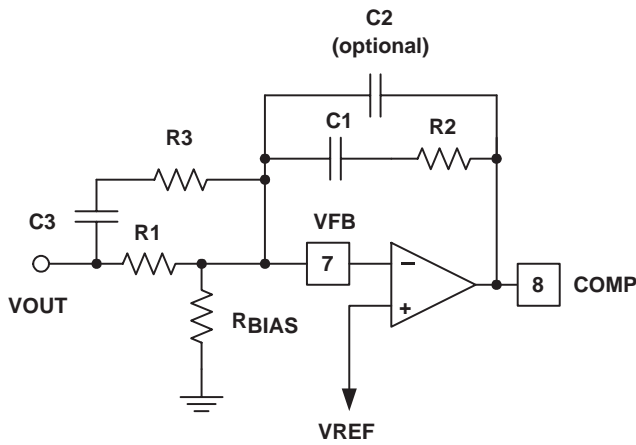 C2
(optional)
C1
R2
R3
C3
R1
VFB
7
VOUT
RBIAS
−
+
8
COMP
VREF